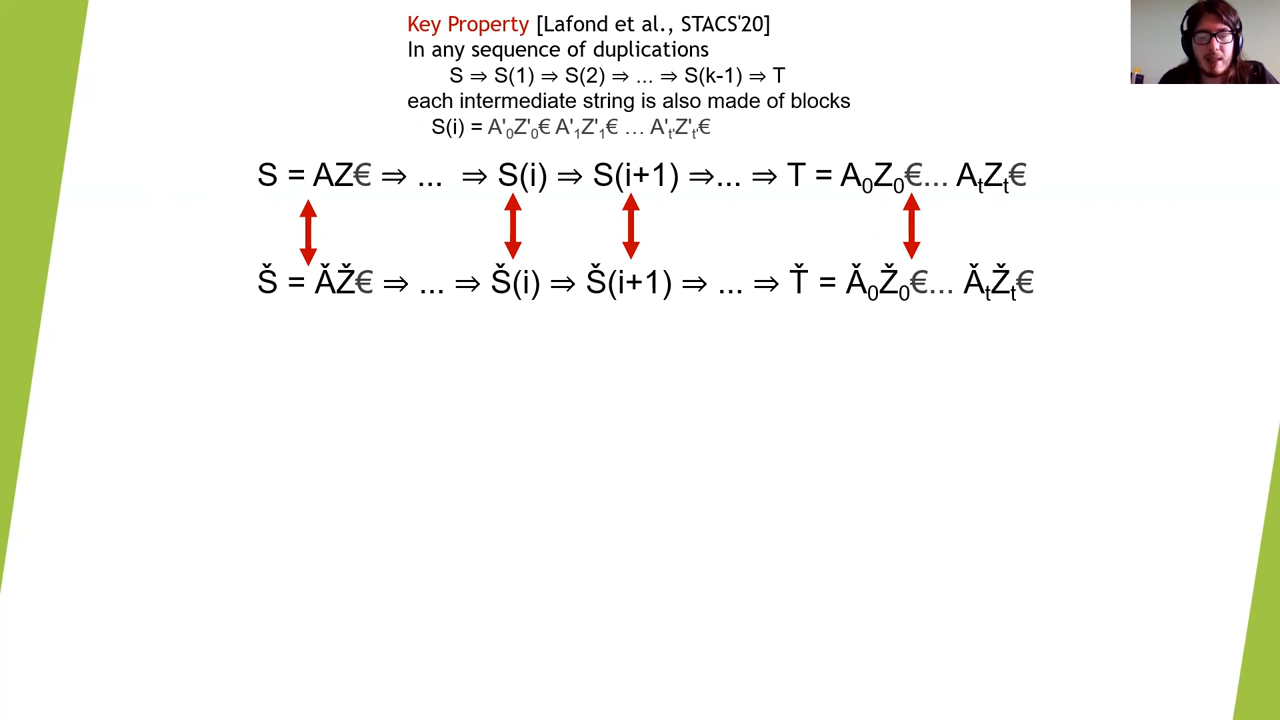 Key Property [Lafond et al., STACS'20]
In any sequence of duplications
S ⇒ S(1) ⇒ S(2) ⇒ ... ⇒ S(k-1) ⇒ T
each intermediate string is also made of blocks
S(i) = A'₀Z'₀€ A'₁Z'₁€ … A'ₜ'Z'ₜ'€
S = AZ€ ⇒ ... ⇒ S(i) ⇒ S(i+1) ⇒... ⇒ T = A₀Z₀€... AₜZₜ€
Š = ǍŽ€ ⇒ ... ⇒ Š(i) ⇒ Š(i+1) ⇒ ... ⇒ Ť = Ǎ₀Ž₀€... ǍₜŽₜ€